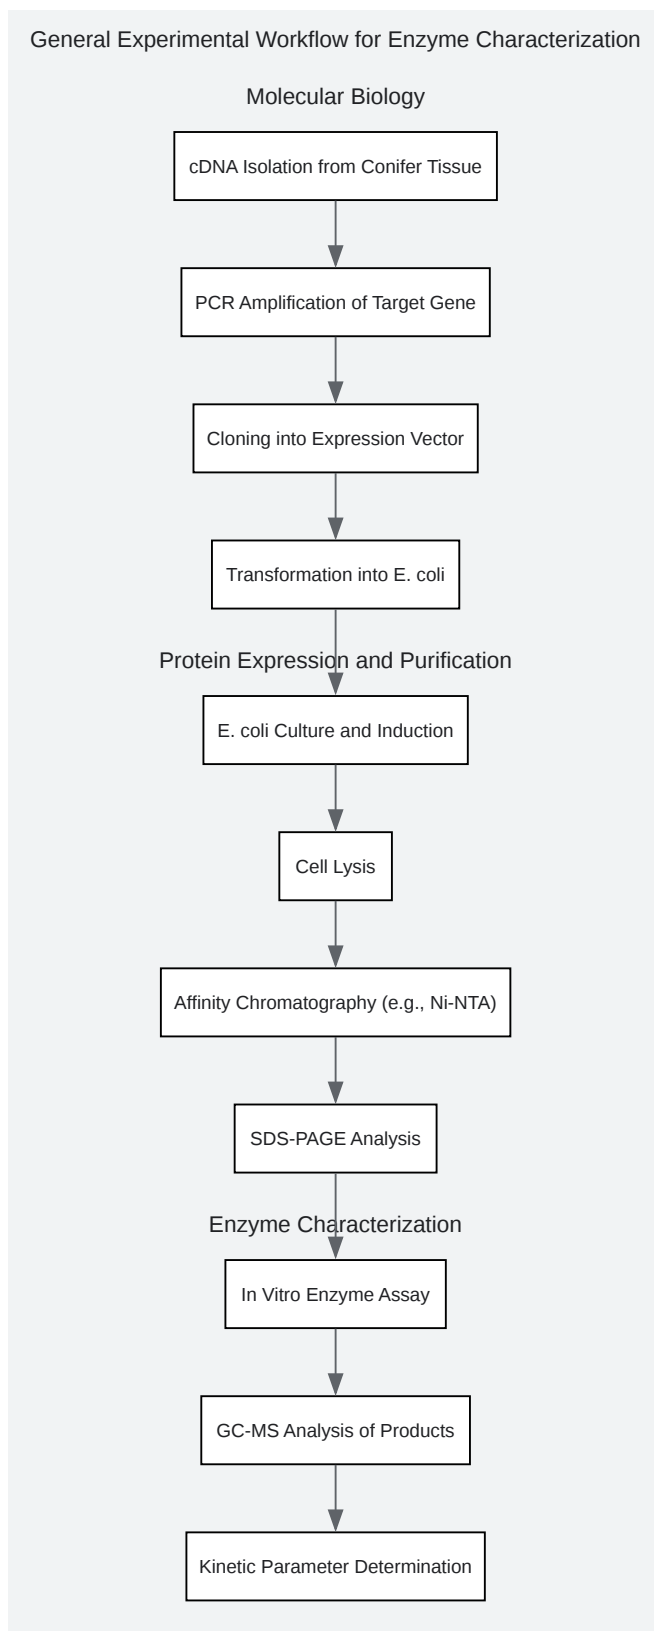 General Experimental Workflow for Enzyme Characterization
Molecular Biology
cDNA Isolation from Conifer Tissue
PCR Amplification of Target Gene
Cloning into Expression Vector
Transformation into E. coli
Protein Expression and Purification
E. coli Culture and Induction
Cell Lysis
Affinity Chromatography (e.g., Ni-NTA)
SDS-PAGE Analysis
Enzyme Characterization
In Vitro Enzyme Assay
GC-MS Analysis of Products
Kinetic Parameter Determination